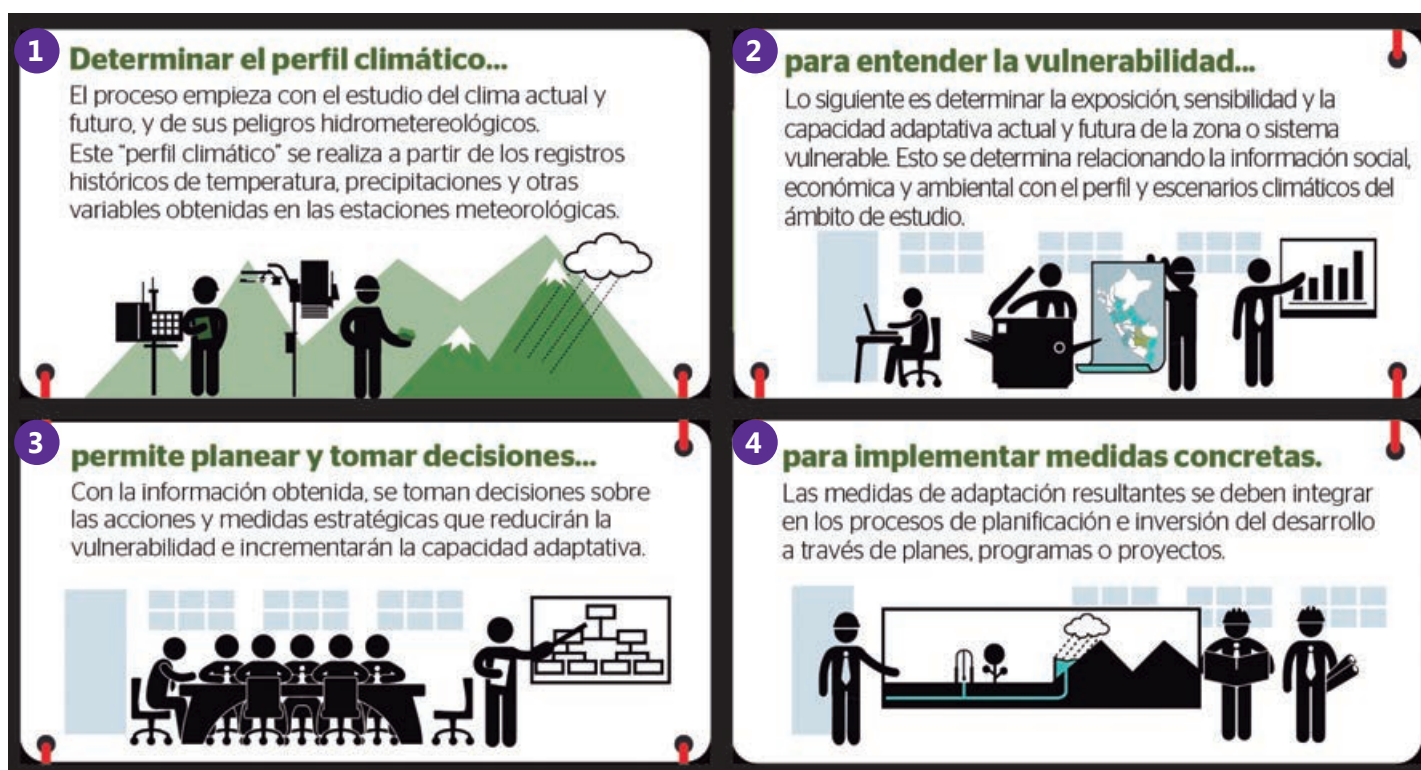 1
Determinar el perfil climático...
El proceso empieza con el estudio del clima actual y
futuro, y de sus peligros hidrometereológicos.
Este "perfil climático" se realiza a partir de los registros
históricos de temperatura, precipitaciones y otras
variables obtenidas en las estaciones meteorológicas.
2
para entender la vulnerabilidad...
Lo siguiente es determinar la exposición, sensibilidad y la
capacidad adaptativa actual y futura de la zona o sistema
vulnerable. Esto se determina relacionando la información social,
económica y ambiental con el perfil y escenarios climáticos del
ámbito de estudio.
3
permite planear y tomar decisiones...
Con la información obtenida, se toman decisiones sobre
las acciones y medidas estratégicas que reducirán la
vulnerabilidad e incrementarán la capacidad adaptativa.
4
para implementar medidas concretas.
Las medidas de adaptación resultantes se deben integrar
en los procesos de planificación e inversión del desarrollo
a través de planes, programas o proyectos.